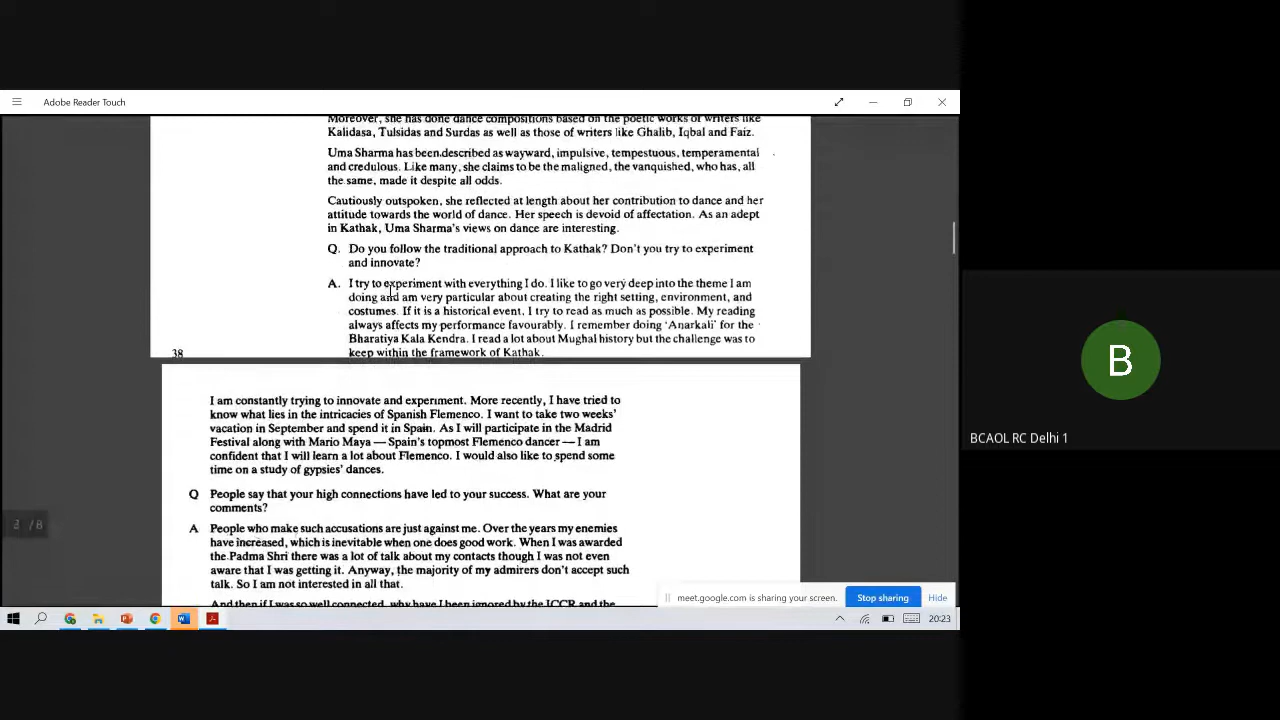 Adobe Reader Touch
Moreover, she has done dance compositions based on the poetic works of writers like
Kalidasa, Tulsidas and Surdas as well as those of writers like Ghalib, Iqbal and Faiz.
Uma Sharma has been described as wayward, impulsive, tempestuous, temperamental
and credulous. Like many, she claims to be the maligned, the vanquished, who has, all
the same, made it despite all odds.
Cautiously outspoken, she reflected at length about her contribution to dance and her
attitude towards the world of dance. Her speech is devoid of affectation. As an adept
in Kathak, Uma Sharma's views on dance are interesting.
Q. Do you follow the traditional approach to Kathak? Don't you try to experiment
and innovate?
A. I try to experiment with everything I do. I like to go very deep into the theme I am
doing and am very particular about creating the right setting, environment, and
costumes. If it is a historical event, I try to read as much as possible. My reading
always affects my performance favourably. I remember doing 'Anarkali' for the
Bharatiya Kala Kendra. I read a lot about Mughal history but the challenge was to
keep within the framework of Kathak.
38
I am constantly trying to innovate and experiment. More recently, I have tried to
know what lies in the intricacies of Spanish Flemenco. I want to take two weeks'
vacation in September and spend it in Spain. As I will participate in the Madrid
Festival along with Mario Maya — Spain's topmost Flemenco dancer — I am
confident that I will learn a lot about Flemenco. I would also like to spend some
time on a study of gypsies' dances.
Q People say that your high connections have led to your success. What are your
comments?
A People who make such accusations are just against me. Over the years my enemies
have increased, which is inevitable when one does good work. When I was awarded
the Padma Shri there was a lot of talk about my contacts though I was not even
aware that I was getting it. Anyway, the majority of my admirers don't accept such
talk. So I am not interested in all that.
And then if I was so well connected, why have I been ignored by the ICCR and the
3 / 8
meet.google.com is sharing your screen.
Stop sharing
Hide
20:23
B
BCAOL RC Delhi 1